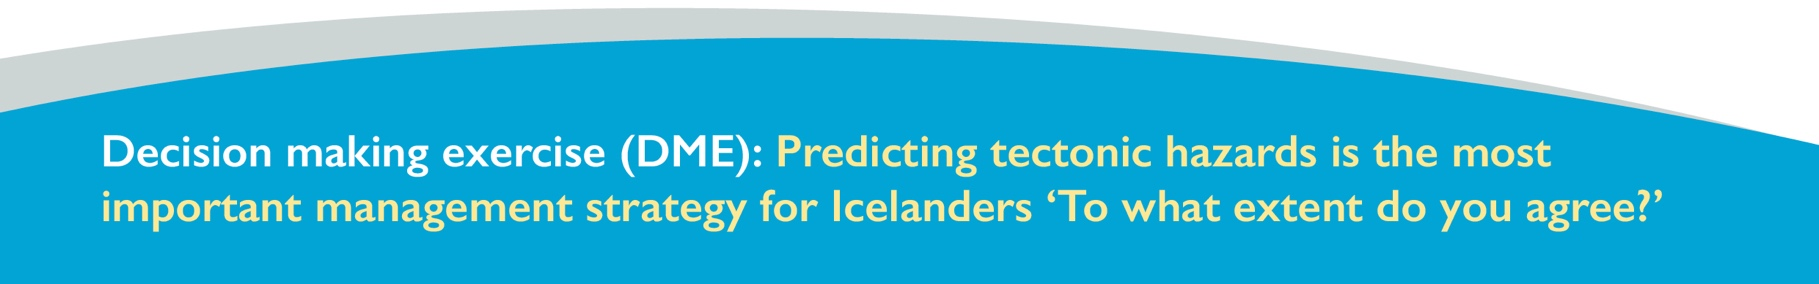 Decision making exercise (DME): Predicting tectonic hazards is the most
important management strategy for Icelanders ‘To what extent do you agree?’